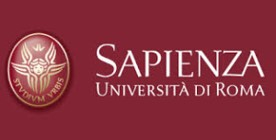 SAPIENZA
UNIVERSITÀ DI ROMA
STVDIVM VRBIS